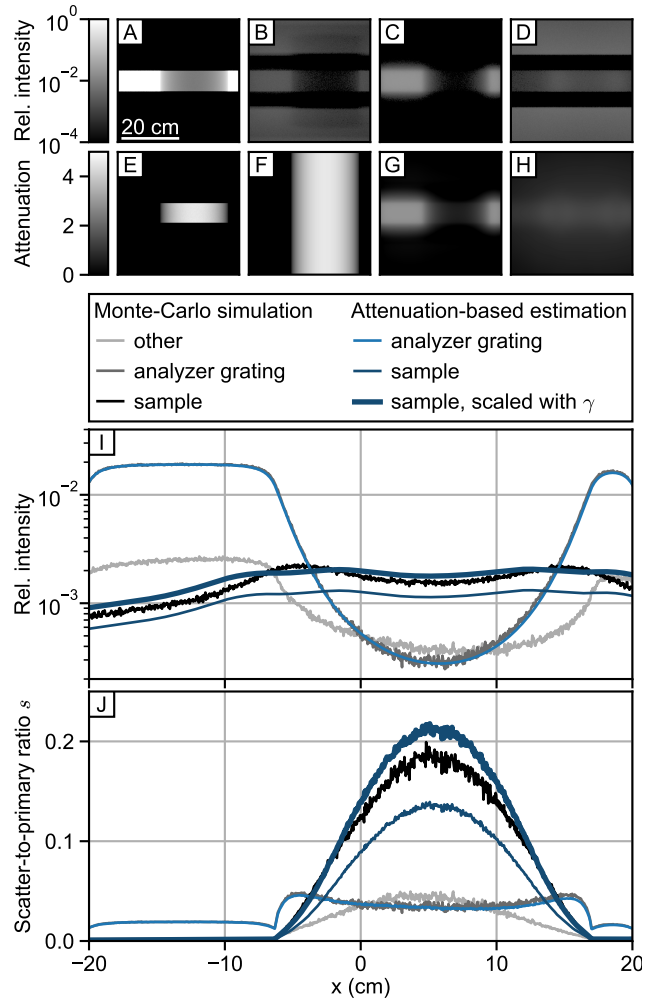 10⁰
A
B
C
D
Rel. intensity
10⁻²
20 cm
10⁻⁴
E
F
G
H
Attenuation
4
2
0
Monte-Carlo simulation
other
analyzer grating
sample
Attenuation-based estimation
analyzer grating
sample
sample, scaled with γ
I
Rel. intensity
10⁻²
10⁻³
J
Scatter-to-primary ratio s
0.2
0.1
0.0
−20
−10
0
10
20
x (cm)